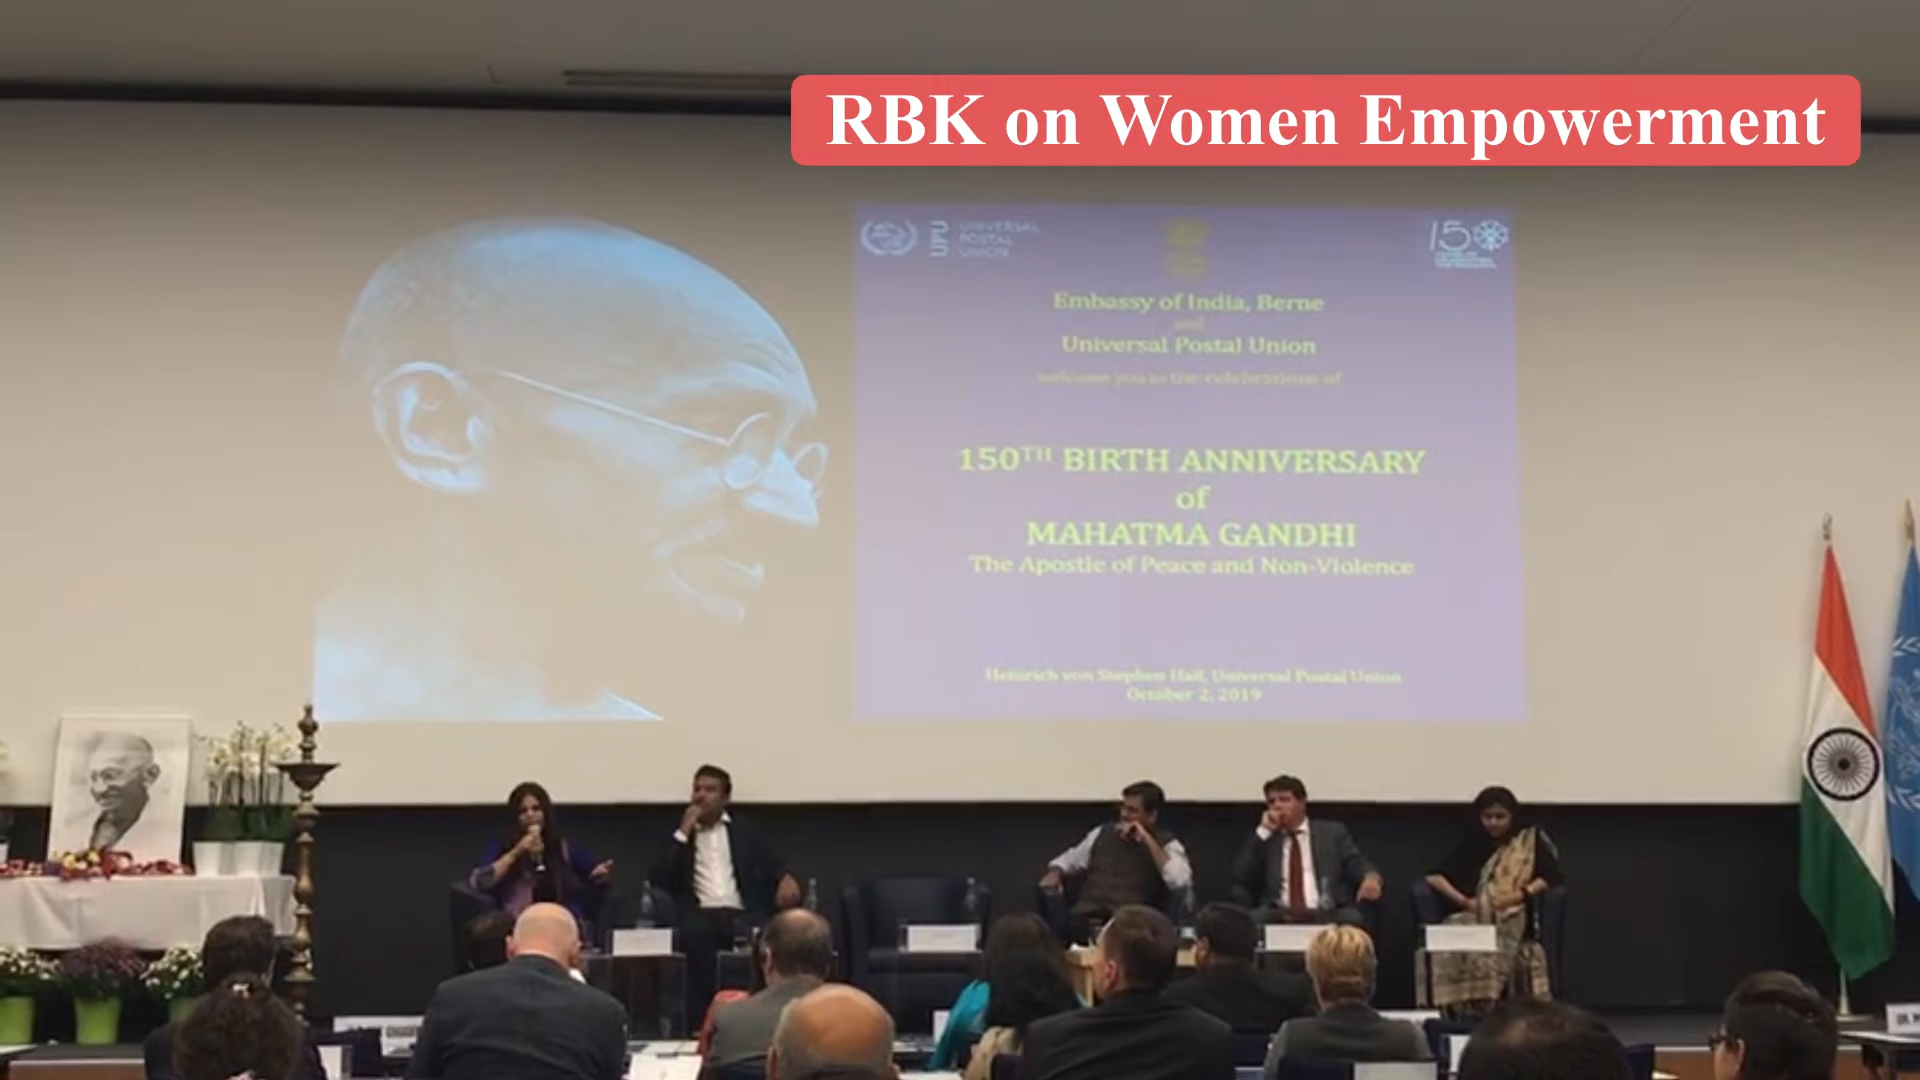 RBK on Women Empowerment
UPU
UNIVERSAL
POSTAL
UNION
150
Embassy of India, Berne
and
Universal Postal Union
welcome you to the celebrations of
150TH BIRTH ANNIVERSARY
of
MAHATMA GANDHI
The Apostle of Peace and Non-Violence
Heinrich von Stephan Hall, Universal Postal Union
October 2, 2019